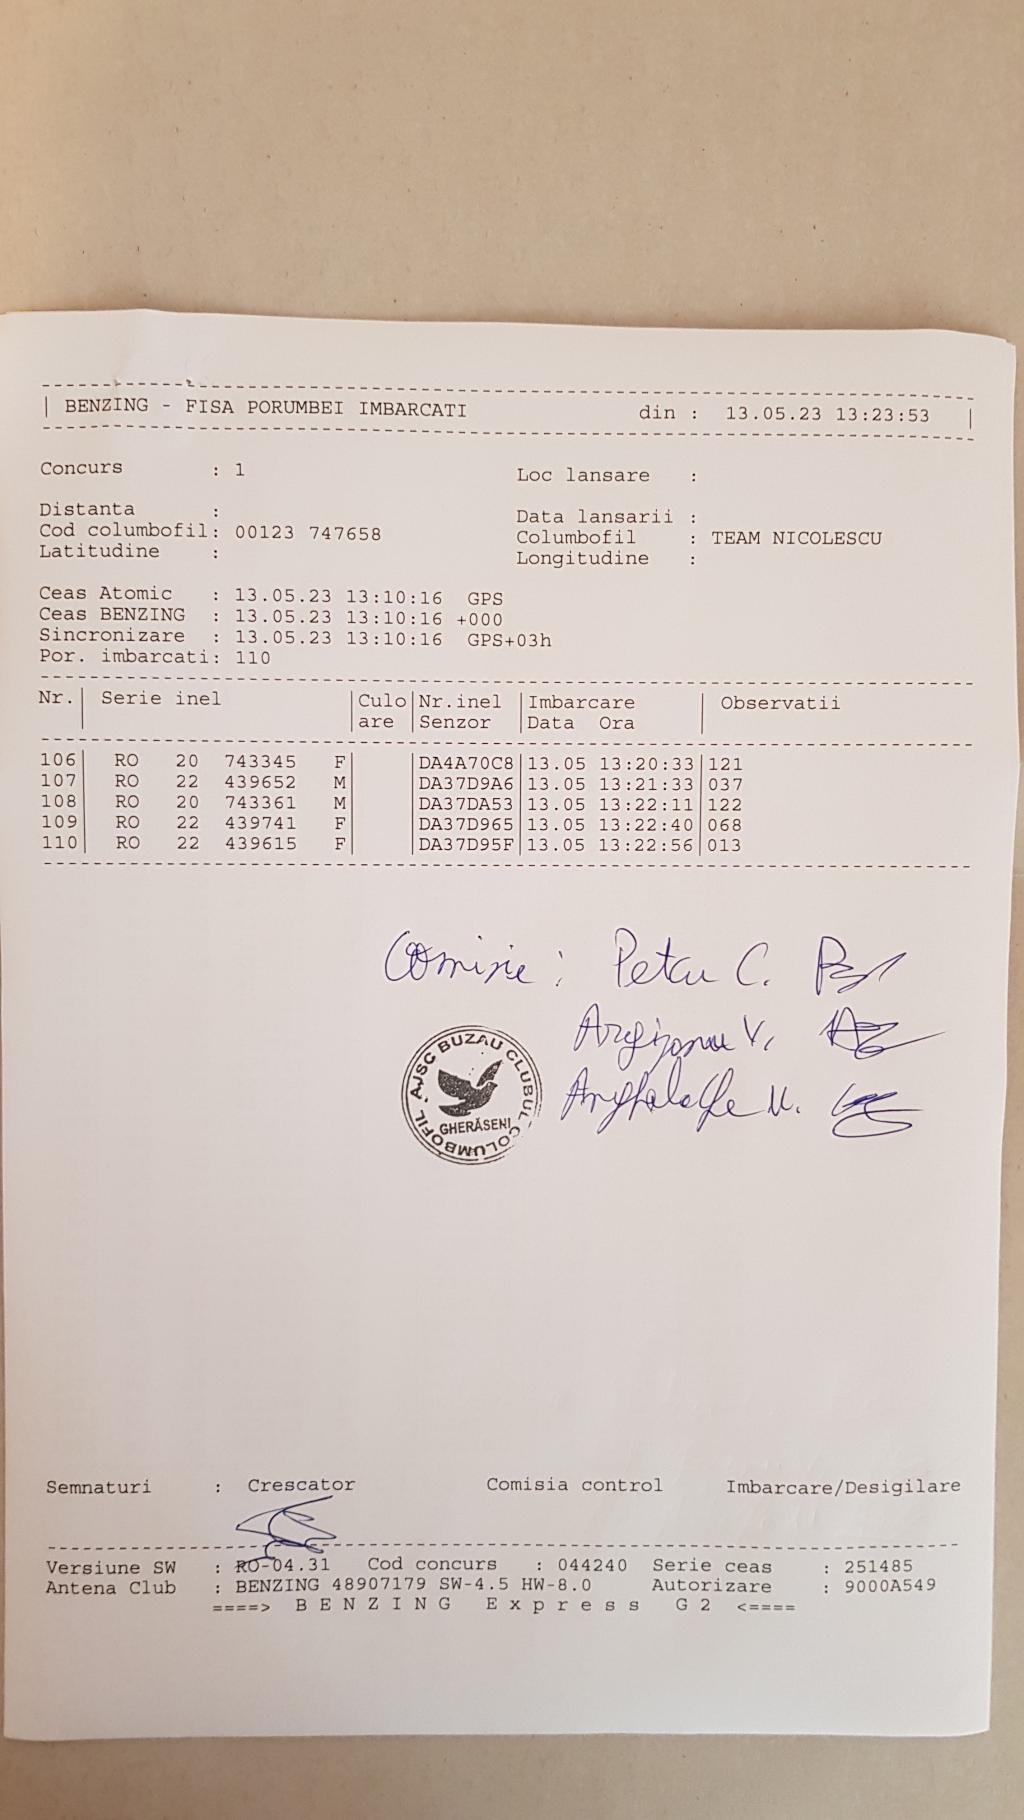 | BENZING - FISA PORUMBEI IMBARCATI din : 13.05.23 13:23:53 |
Concurs : 1 Loc lansare :
Distanta : Data lansarii :
Cod columbofil: 00123 747658 Columbofil : TEAM NICOLESCU
Latitudine : Longitudine :
Ceas Atomic : 13.05.23 13:10:16 GPS
Ceas BENZING : 13.05.23 13:10:16 +000
Sincronizare : 13.05.23 13:10:16 GPS+03h
Por. imbarcati: 110
Nr.| Serie inel |Culo|Nr.inel |Imbarcare | Observatii
| |are |Senzor |Data Ora |
106| RO 20 743345 F| |DA4A70C8|13.05 13:20:33|121
107| RO 22 439652 M| |DA37D9A6|13.05 13:21:33|037
108| RO 20 743361 M| |DA37DA53|13.05 13:22:11|122
109| RO 22 439741 F| |DA37D965|13.05 13:22:40|068
110| RO 22 439615 F| |DA37D95F|13.05 13:22:56|013
Comisie : Petcu C.
V.
M.
AJSC BUZAU CLUBUL COLUMBOFIL
GHERĂSENI
Semnaturi : Crescator Comisia control Imbarcare/Desigilare
Versiune SW : RO-04.31 Cod concurs : 044240 Serie ceas : 251485
Antena Club : BENZING 48907179 SW-4.5 HW-8.0 Autorizare : 9000A549
====> B E N Z I N G E x p r e s s G 2 <====